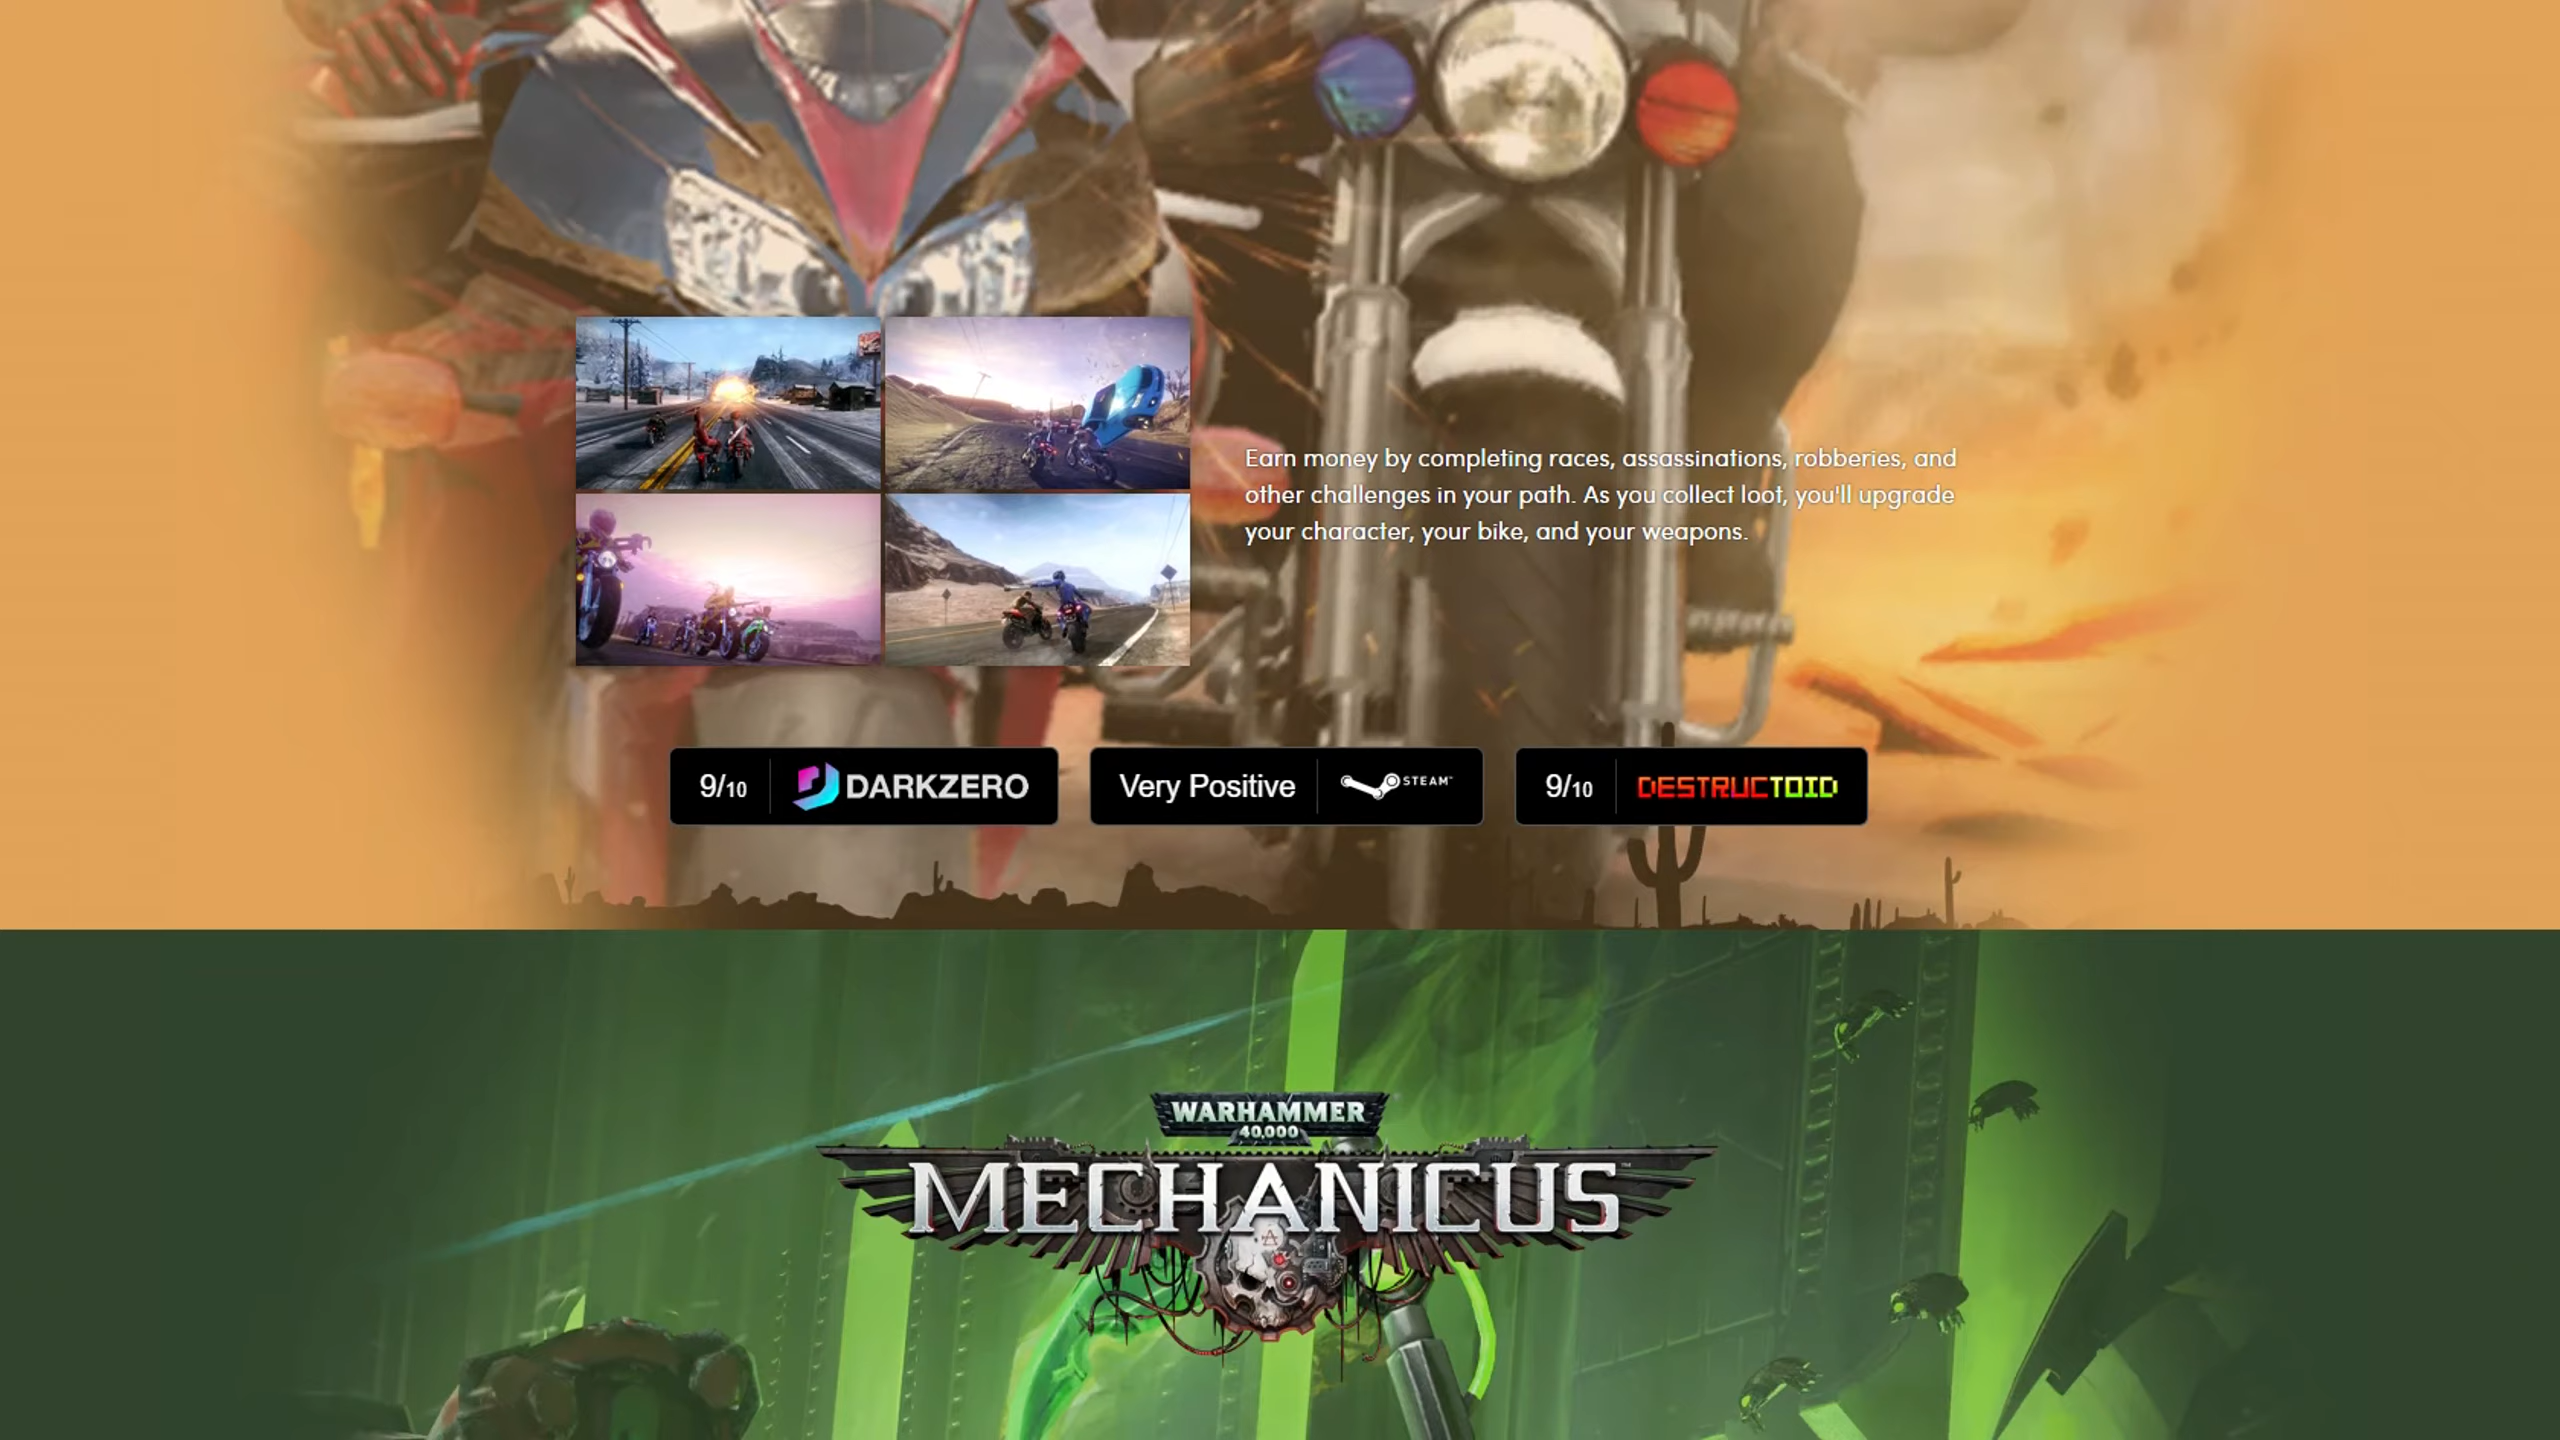 Earn money by completing races, assassinations, robberies, and
other challenges in your path. As you collect loot, you'll upgrade
your character, your bike, and your weapons.
9/10 DARKZERO
Very Positive STEAM™
9/10 DESTRUCTOID
WARHAMMER
40,000
MECHANICUS™